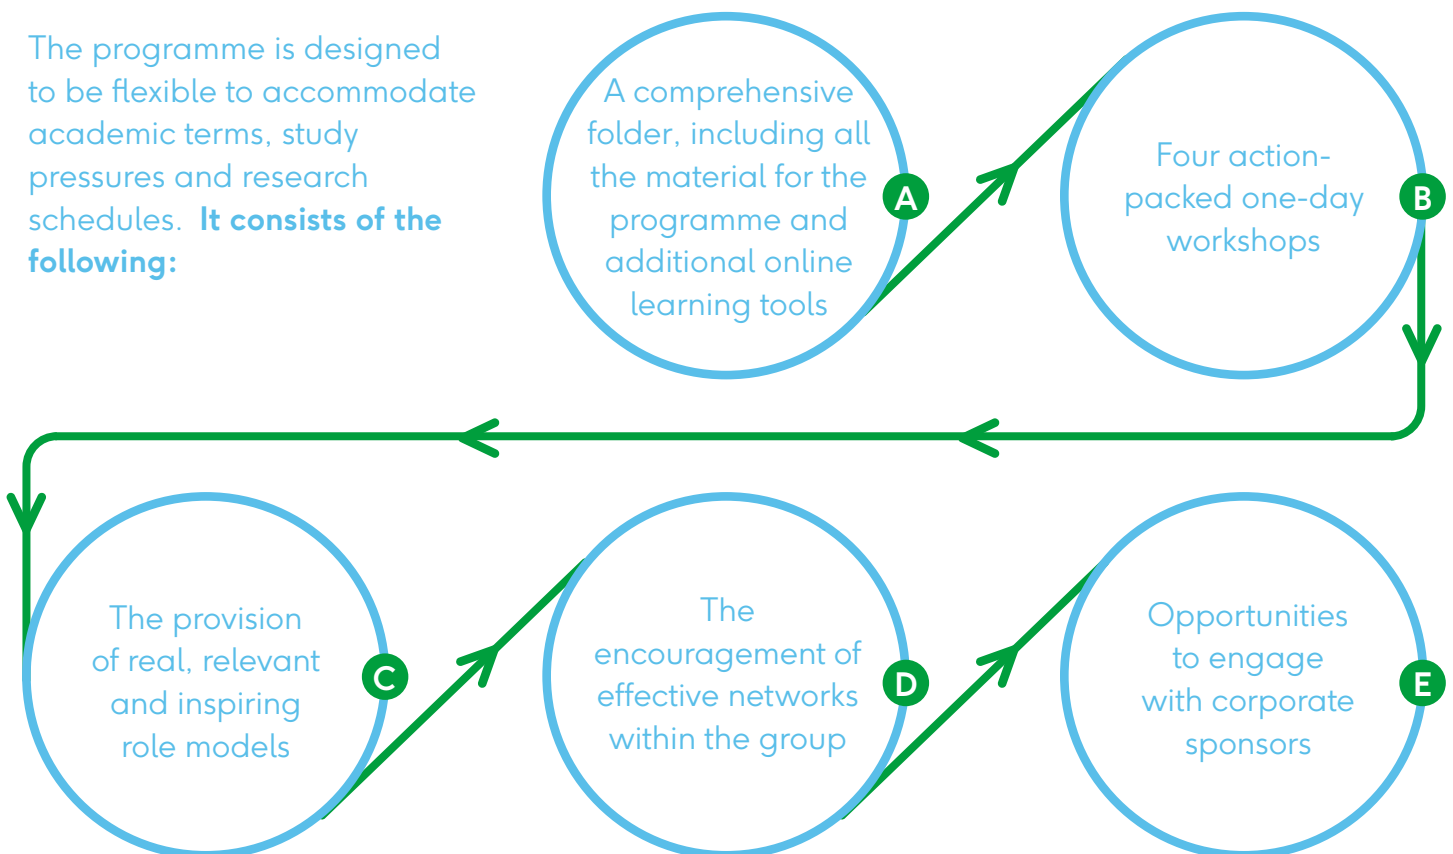 The programme is designed
to be flexible to accommodate
academic terms, study
pressures and research
schedules.  It consists of the
following:
A comprehensive
folder, including all
the material for the
programme and
additional online
learning tools
A
Four action-
packed one-day
workshops
B
The provision
of real, relevant
and inspiring
role models
C
The
encouragement of
effective networks
within the group
D
Opportunities
to engage
with corporate
sponsors
E